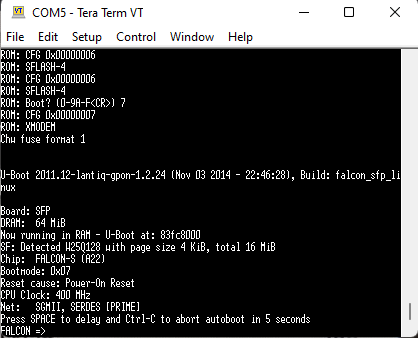 COM5 - Tera Term VT
File Edit Setup Control Window Help
ROM: CFG 0x00000006
ROM: SFLASH-4
ROM: CFG 0x00000006
ROM: SFLASH-4
ROM: Boot? (0-9A-F<CR>) 7
ROM: CFG 0x00000007
ROM: XMODEM
Chw fuse format 1
U-Boot 2011.12-lantiq-gpon-1.2.24 (Nov 03 2014 - 22:46:28), Build: falcon_sfp_li
nux
Board: SFP
DRAM:  64 MiB
Now running in RAM - U-Boot at: 83fc8000
SF: Detected W25Q128 with page size 4 KiB, total 16 MiB
Chip:  FALCON-S (A22)
Bootmode: 0x07
Reset cause: Power-On Reset
CPU Clock: 400 MHz
Net:   SGMII, SERDES [PRIME]
Press SPACE to delay and Ctrl-C to abort autoboot in 5 seconds
FALCON =>